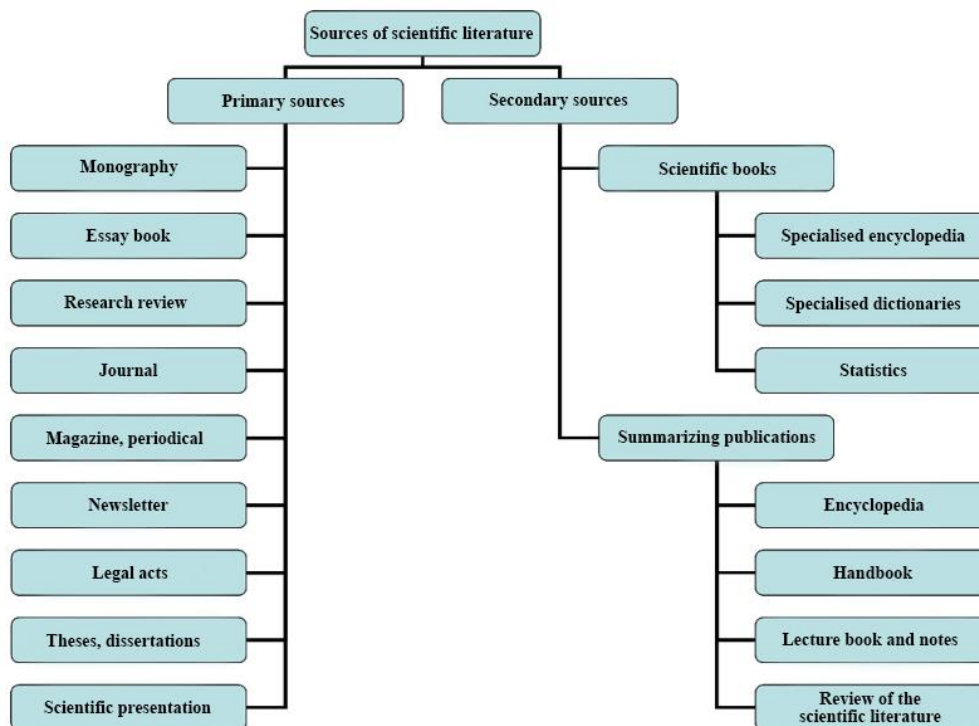 Sources of scientific literature
Primary sources
Secondary sources
Monography
Essay book
Research review
Journal
Magazine, periodical
Newsletter
Legal acts
Theses, dissertations
Scientific presentation
Scientific books
Specialised encyclopedia
Specialised dictionaries
Statistics
Summarizing publications
Encyclopedia
Handbook
Lecture book and notes
Review of the
scientific literature